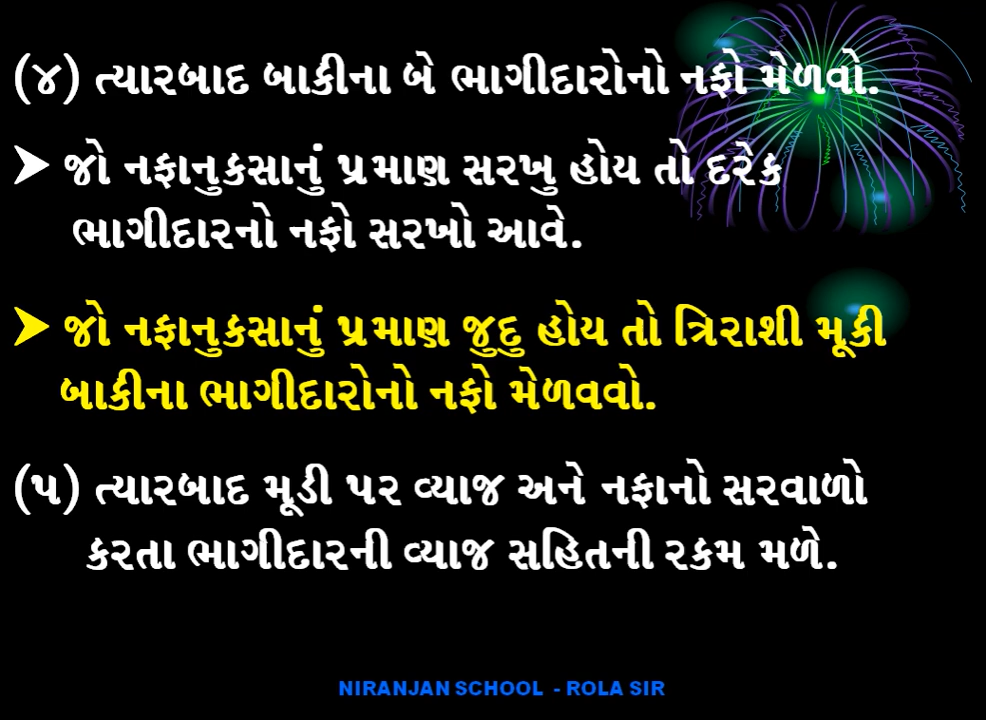 (૪) ત્યારબાદ બાકીના બે ભાગીદારોનો નફો મેળવો.
➤ જો નફાનુકસાનું પ્રમાણ સરખુ હોય તો દરેક
ભાગીદારનો નફો સરખો આવે.
➤ જો નફાનુકસાનું પ્રમાણ જુદુ હોય તો ત્રિરાશી મૂકી
બાકીના ભાગીદારોનો નફો મેળવવો.
(૫) ત્યારબાદ મૂડી પર વ્યાજ અને નફાનો સરવાળો
કરતા ભાગીદારની વ્યાજ સહિતની રકમ મળે.
NIRANJAN SCHOOL - ROLA SIR